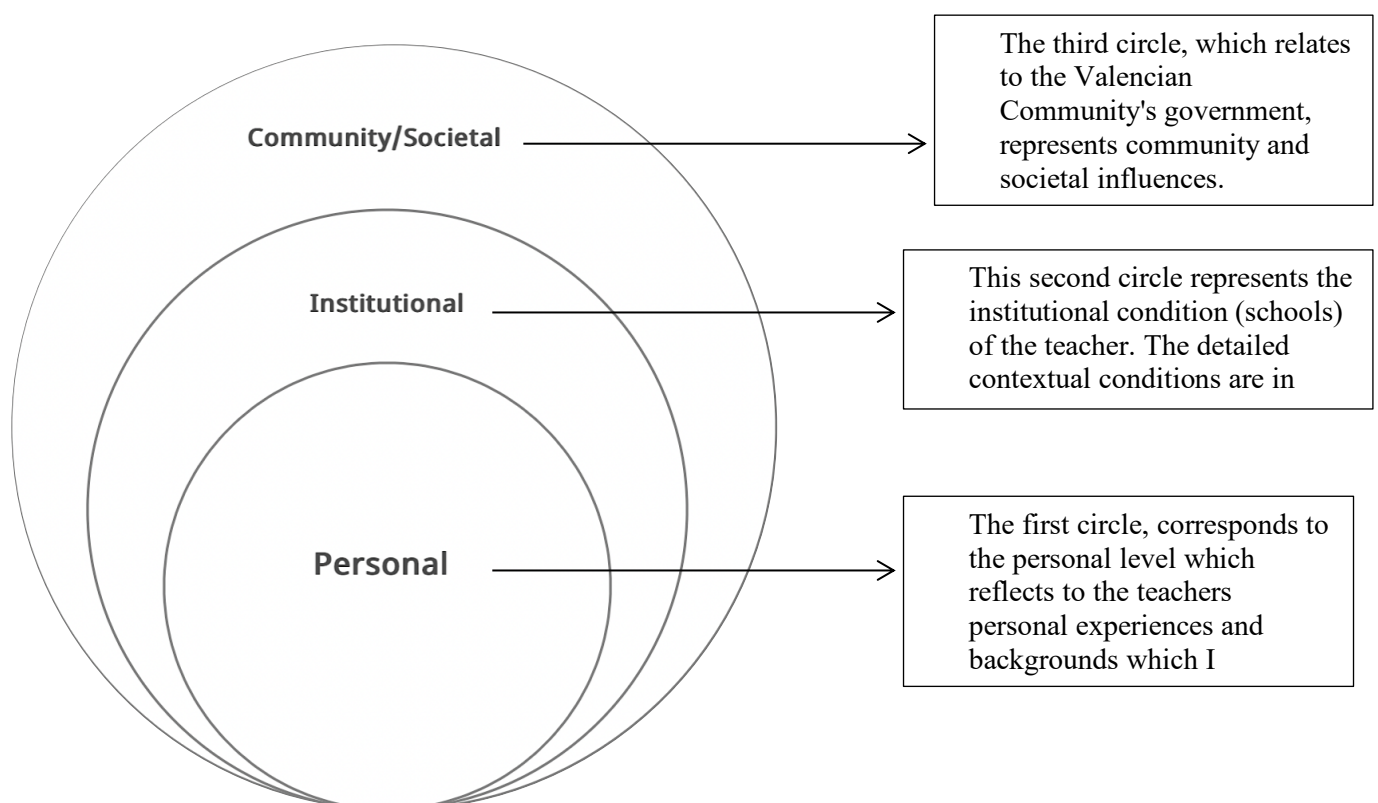 Community/Societal
The third circle, which relates
to the Valencian
Community's government,
represents community and
societal influences.
Institutional
This second circle represents the
institutional condition (schools)
of the teacher. The detailed
contextual conditions are in
Personal
The first circle, corresponds to
the personal level which
reflects to the teachers
personal experiences and
backgrounds which I